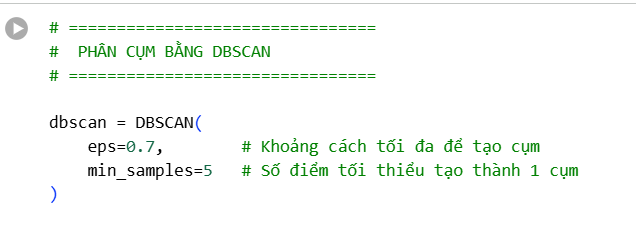 # ================================
#  PHÂN CỤM BẰNG DBSCAN
# ================================
dbscan = DBSCAN(
    eps=0.7,        # Khoảng cách tối đa để tạo cụm
    min_samples=5   # Số điểm tối thiểu tạo thành 1 cụm
)